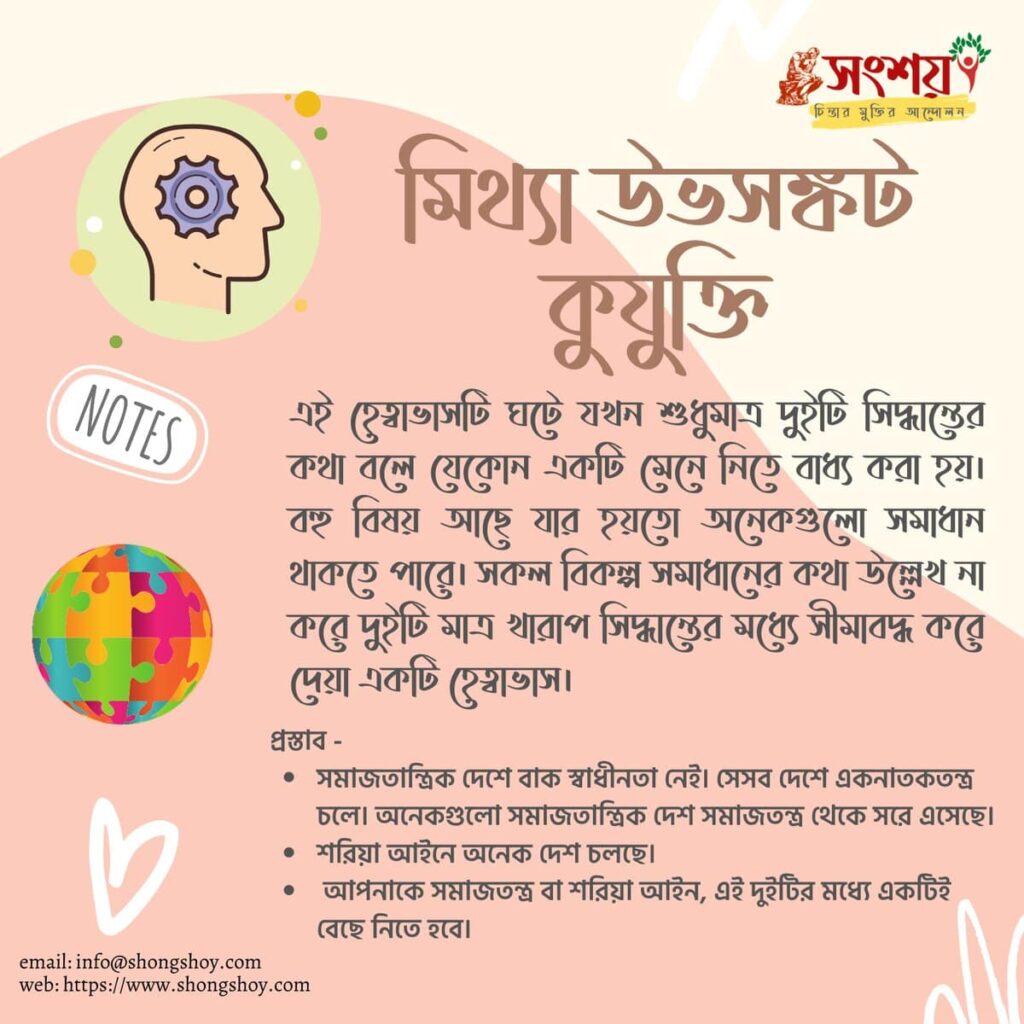 সংশয়
চিন্তার মুক্তির আন্দোলন
মিথ্যা উভসঙ্কট
কুযুক্তি
NOTES
এই হেত্বাভাসটি ঘটে যখন শুধুমাত্র দুইটি সিদ্ধান্তের
কথা বলে যেকোন একটি মেনে নিতে বাধ্য করা হয়।
বহু বিষয় আছে যার হয়তো অনেকগুলো সমাধান
থাকতে পারে। সকল বিকল্প সমাধানের কথা উল্লেখ না
করে দুইটি মাত্র খারাপ সিদ্ধান্তের মধ্যে সীমাবদ্ধ করে
দেয়া একটি হেত্বাভাস।
প্রস্তাব -
• সমাজতান্ত্রিক দেশে বাক স্বাধীনতা নেই। সেসব দেশে একনাতকতন্ত্র
চলে। অনেকগুলো সমাজতান্ত্রিক দেশ সমাজতন্ত্র থেকে সরে এসেছে।
• শরিয়া আইনে অনেক দেশ চলছে।
• আপনাকে সমাজতন্ত্র বা শরিয়া আইন, এই দুইটির মধ্যে একটিই
বেছে নিতে হবে।
email: info@shongshoy.com
web: https://www.shongshoy.com